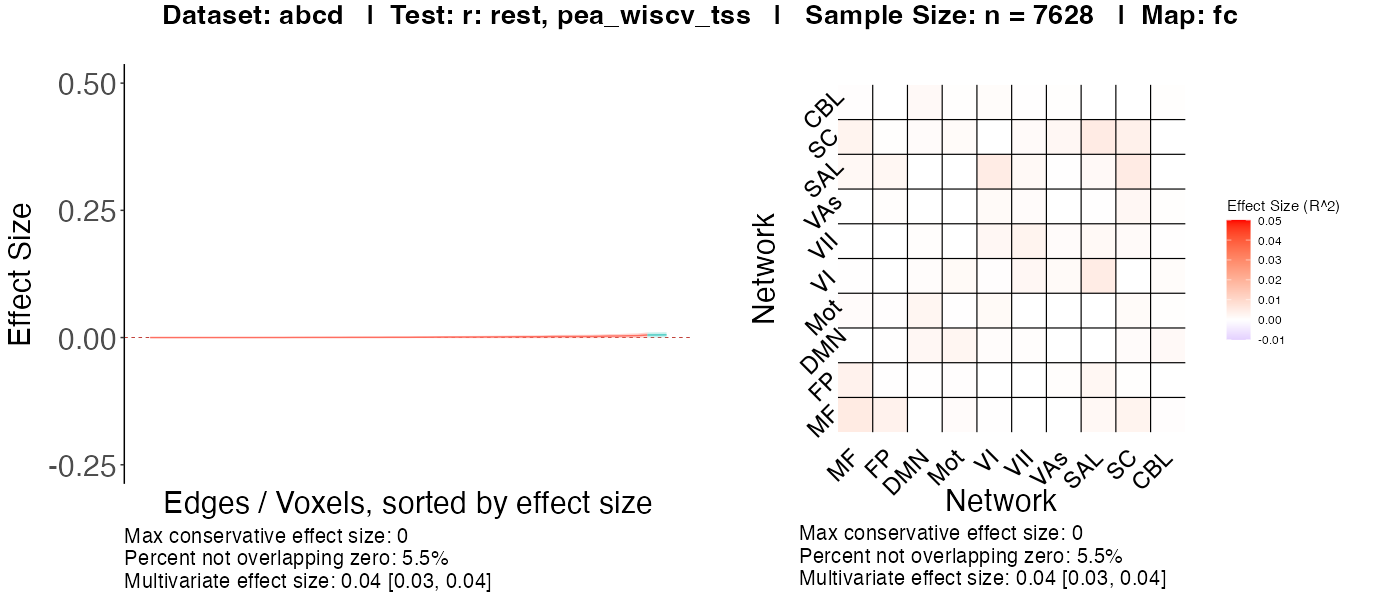 Dataset: abcd | Test: r: rest, pea_wiscv_tss | Sample Size: n = 7628 | Map: fc
0.50
0.25
0.00
-0.25
Effect Size
Edges / Voxels, sorted by effect size
Max conservative effect size: 0
Percent not overlapping zero: 5.5%
Multivariate effect size: 0.04 [0.03, 0.04]
Network
CBL
SC
SAL
VAs
VII
VI
Mot
DMN
FP
MF
MF FP DMN Mot VI VII VAs SAL SC CBL
Network
Max conservative effect size: 0
Percent not overlapping zero: 5.5%
Multivariate effect size: 0.04 [0.03, 0.04]
Effect Size (R^2)
0.05
0.04
0.03
0.02
0.01
0.00
-0.01